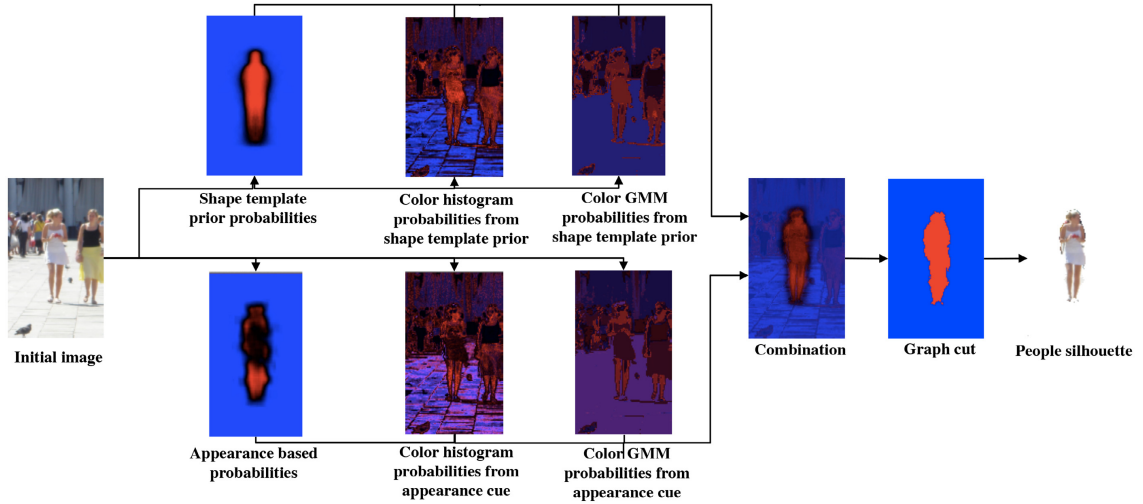 Shape template
prior probabilities
Color histogram
probabilities from
shape template prior
Color GMM
probabilities from
shape template prior
Initial image
Combination
Graph cut
People silhouette
Appearance based
probabilities
Color histogram
probabilities from
appearance cue
Color GMM
probabilities from
appearance cue